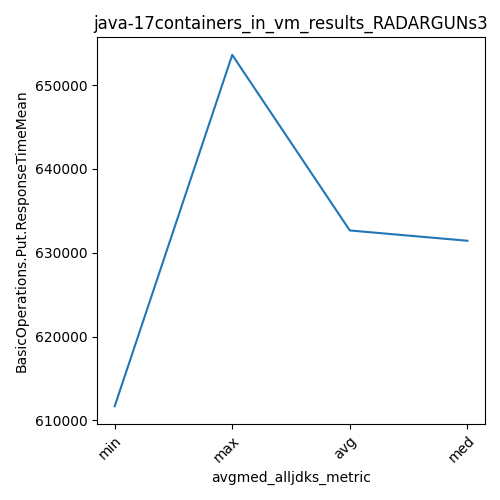 java-17containers_in_vm_results_RADARGUNs3
BasicOperations.Put.ResponseTimeMean
650000
640000
630000
620000
610000
min
max
avg
med
avgmed_alljdks_metric